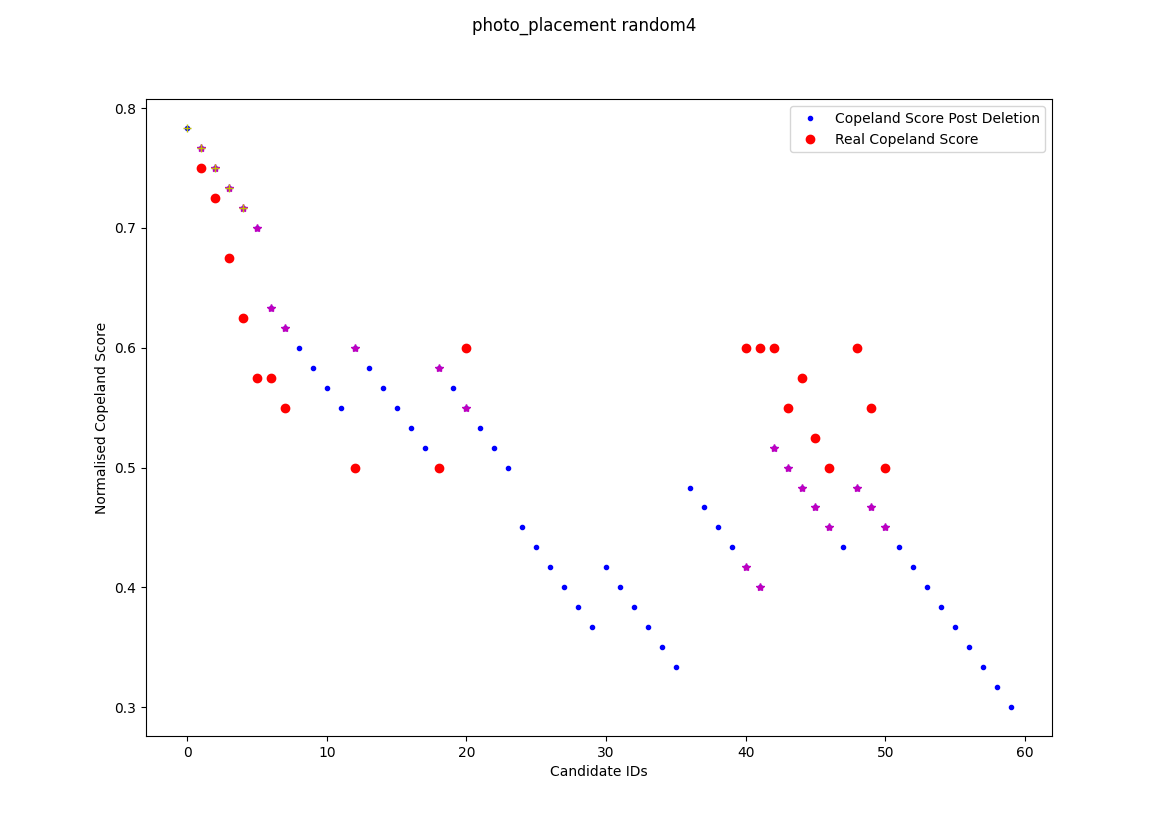 photo_placement random4
Copeland Score Post Deletion
Real Copeland Score
Normalised Copeland Score
0.8
0.7
0.6
0.5
0.4
0.3
0 10 20 30 40 50 60
Candidate IDs